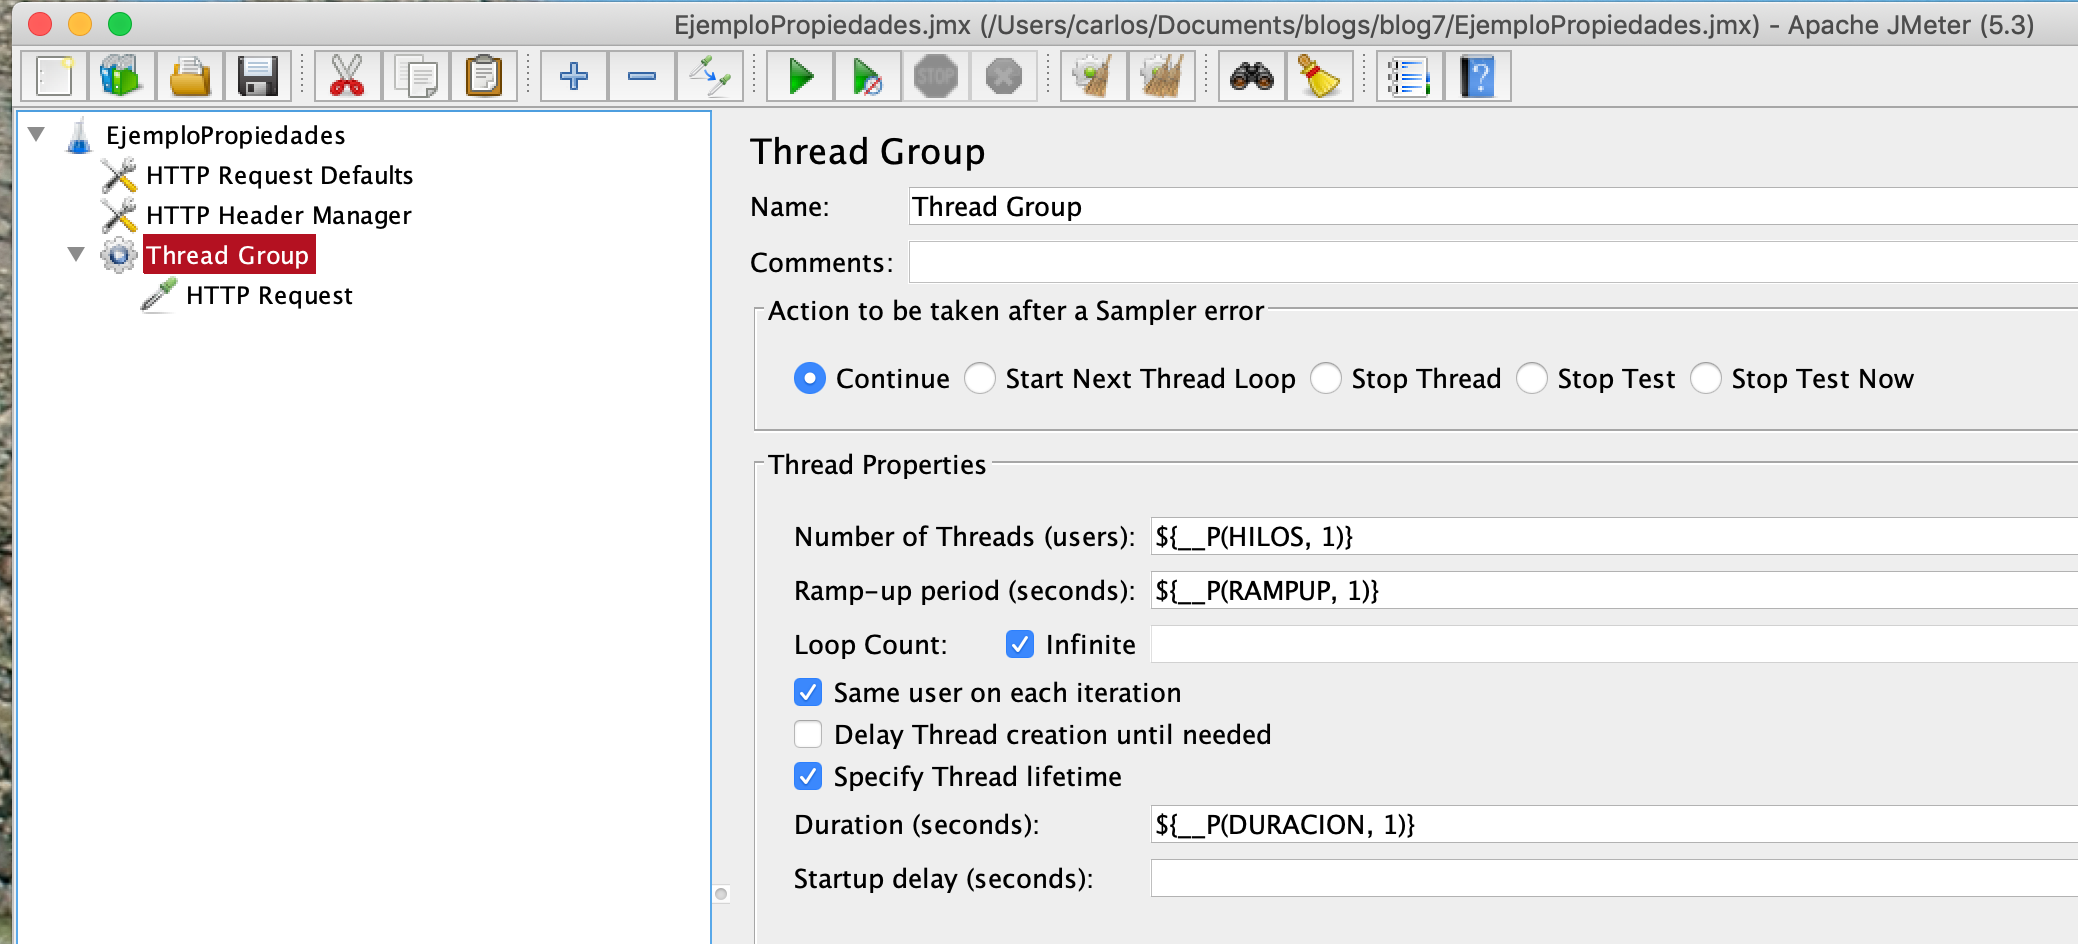 EjemploPropiedades.jmx (/Users/carlos/Documents/blogs/blog7/EjemploPropiedades.jmx) - Apache JMeter (5.3)
STOP
?
EjemploPropiedades
HTTP Request Defaults
HTTP Header Manager
Thread Group
HTTP Request
Thread Group
Name: Thread Group
Comments:
Action to be taken after a Sampler error
Continue Start Next Thread Loop Stop Thread Stop Test Stop Test Now
Thread Properties
Number of Threads (users): ${__P(HILOS, 1)}
Ramp-up period (seconds): ${__P(RAMPUP, 1)}
Loop Count: Infinite
Same user on each iteration
Delay Thread creation until needed
Specify Thread lifetime
Duration (seconds): ${__P(DURACION, 1)}
Startup delay (seconds):